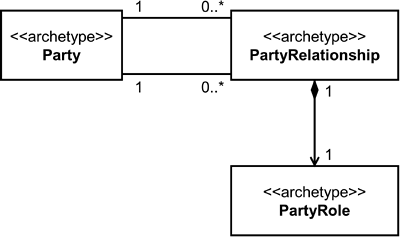 1 0..*
<<archetype>> <<archetype>>
Party PartyRelationship
1 0..* 1
1
<<archetype>>
PartyRole